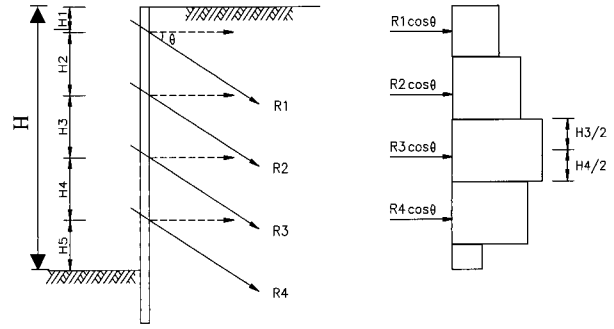 H
H1
H2
H3
H4
H5
θ
R1
R2
R3
R4
R1cosθ
R2cosθ
R3cosθ
R4cosθ
H3/2
H4/2